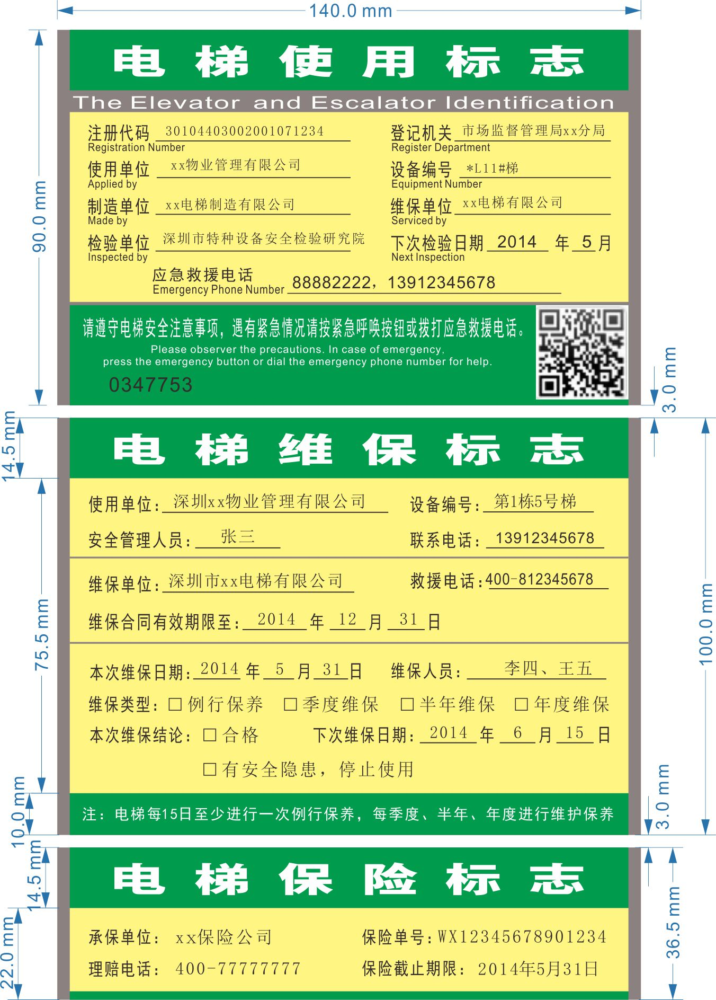 140.0 mm
电梯使用标志
The Elevator and Escalator Identification
注册代码 30104403002001071234 登记机关 市场监督管理局xx分局
Registration Number Register Department
使用单位 xx物业管理有限公司 设备编号 *L11#梯
Applied by Equipment Number
制造单位 xx电梯制造有限公司 维保单位 xx电梯有限公司
Made by Serviced by
检验单位 深圳市特种设备安全检验研究院 下次检验日期 2014 年 5 月
Inspected by Next Inspection
应急救援电话 88882222，13912345678
Emergency Phone Number
请遵守电梯安全注意事项，遇有紧急情况请按紧急呼唤按钮或拨打应急救援电话。
Please observer the precautions. In case of emergency,
press the emergency button or dial the emergency phone number for help.
0347753
90.0 mm
3.0 mm
14.5 mm
电梯维保标志
使用单位：深圳xx物业管理有限公司 设备编号：第1栋5号梯
安全管理人员：张三 联系电话：13912345678
维保单位：深圳市xx电梯有限公司 救援电话：400-812345678
维保合同有效期限至：2014 年 12 月 31 日
本次维保日期：2014 年 5 月 31 日 维保人员：李四、王五
维保类型：□例行保养 □季度维保 □半年维保 □年度维保
本次维保结论：□合格 下次维保日期：2014 年 6 月 15 日
□有安全隐患，停止使用
注：电梯每15日至少进行一次例行保养，每季度、半年、年度进行维护保养
75.5 mm
100.0 mm
10.0 mm
3.0 mm
14.5 mm
电梯保险标志
承保单位：xx保险公司 保险单号：WX12345678901234
理赔电话：400-77777777 保险截止期限：2014年5月31日
22.0 mm
36.5 mm